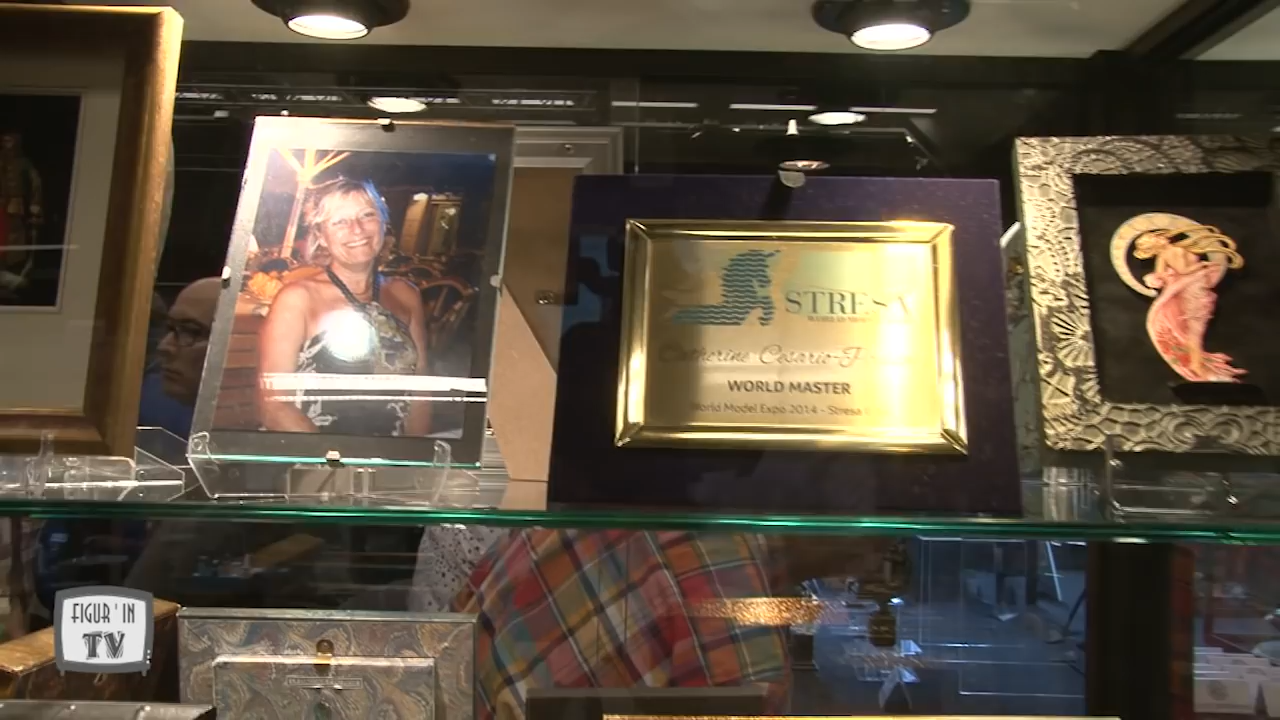 STRESA
Catherine Cesario-
WORLD MASTER
World Model Expo 2014 - Stresa
FIGUR'IN
TV